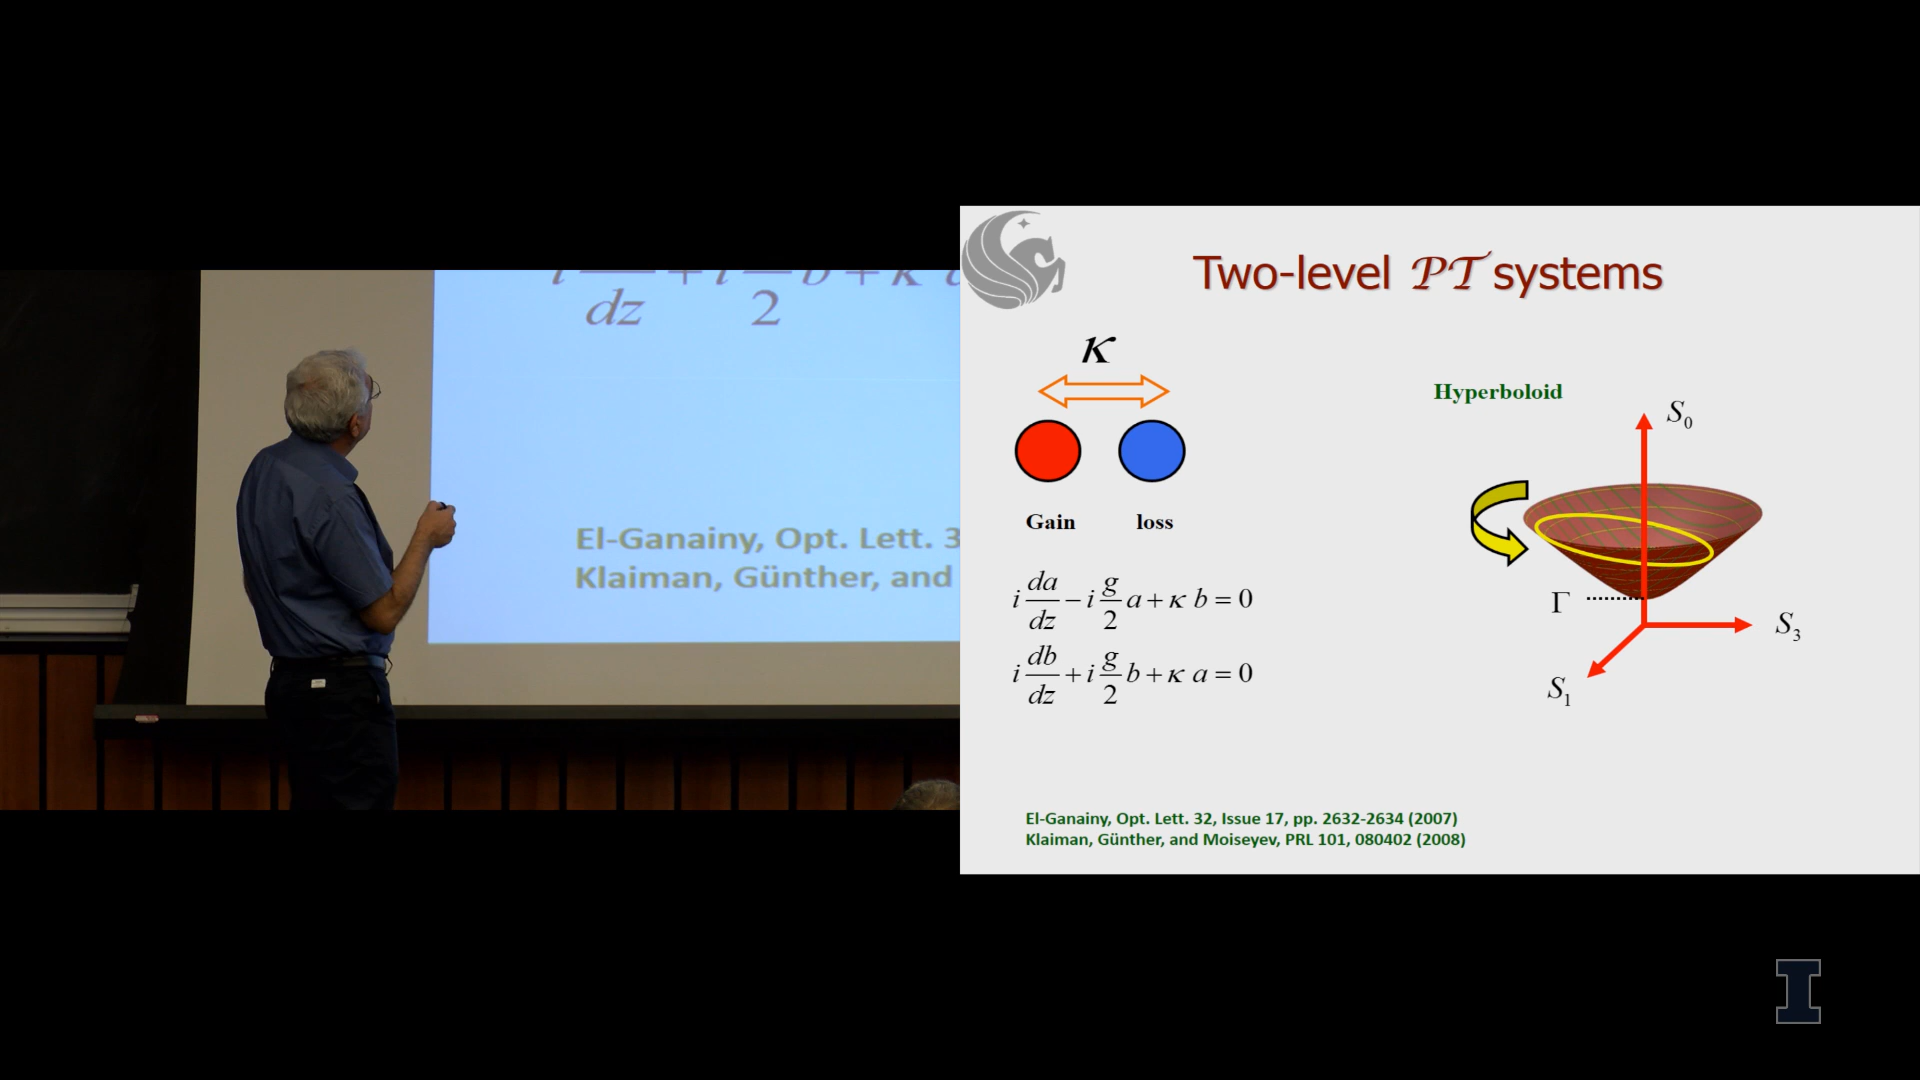 dz 2
El-Ganainy, Opt. Lett. 3
Klaiman, Günther, and
Two-level PT systems
κ
Gain loss
i da/dz − i g/2 a + κ b = 0
i db/dz + i g/2 b + κ a = 0
Hyperboloid
S₀
Γ
S₃
S₁
El-Ganainy, Opt. Lett. 32, Issue 17, pp. 2632-2634 (2007)
Klaiman, Günther, and Moiseyev, PRL 101, 080402 (2008)
I